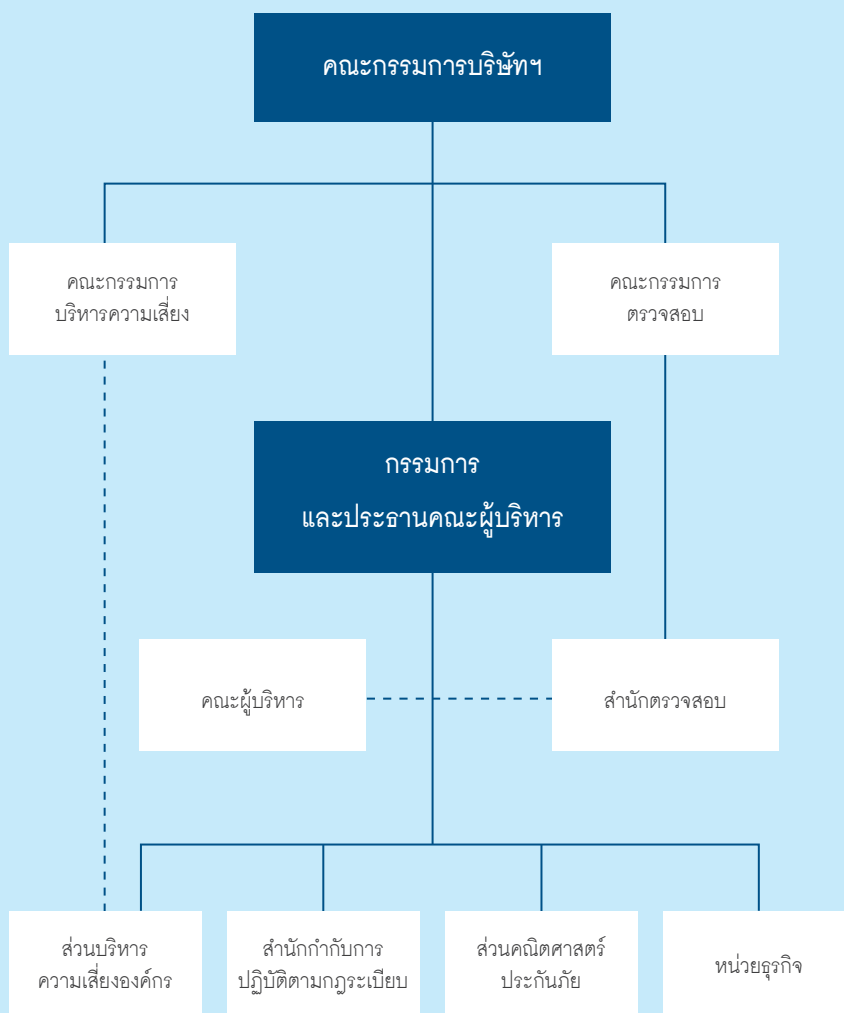 คณะกรรมการบริษัทฯ
คณะกรรมการ
บริหารความเสี่ยง
คณะกรรมการ
ตรวจสอบ
กรรมการ
และประธานคณะผู้บริหาร
คณะผู้บริหาร
สำนักตรวจสอบ
ส่วนบริหาร
ความเสี่ยงองค์กร
สำนักกำกับการ
ปฏิบัติตามกฎระเบียบ
ส่วนคณิตศาสตร์
ประกันภัย
หน่วยธุรกิจ